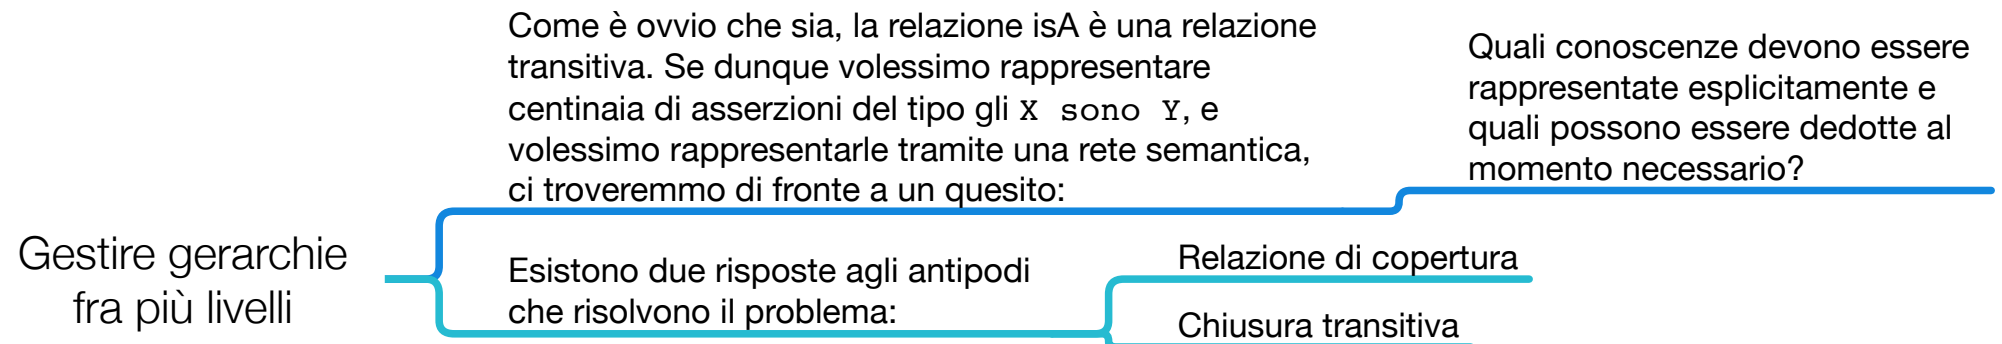 Gestire gerarchie
fra più livelli
Come è ovvio che sia, la relazione isA è una relazione
transitiva. Se dunque volessimo rappresentare
centinaia di asserzioni del tipo gli X sono Y, e
volessimo rappresentarle tramite una rete semantica,
ci troveremmo di fronte a un quesito:
Quali conoscenze devono essere
rappresentate esplicitamente e
quali possono essere dedotte al
momento necessario?
Esistono due risposte agli antipodi
che risolvono il problema:
Relazione di copertura
Chiusura transitiva